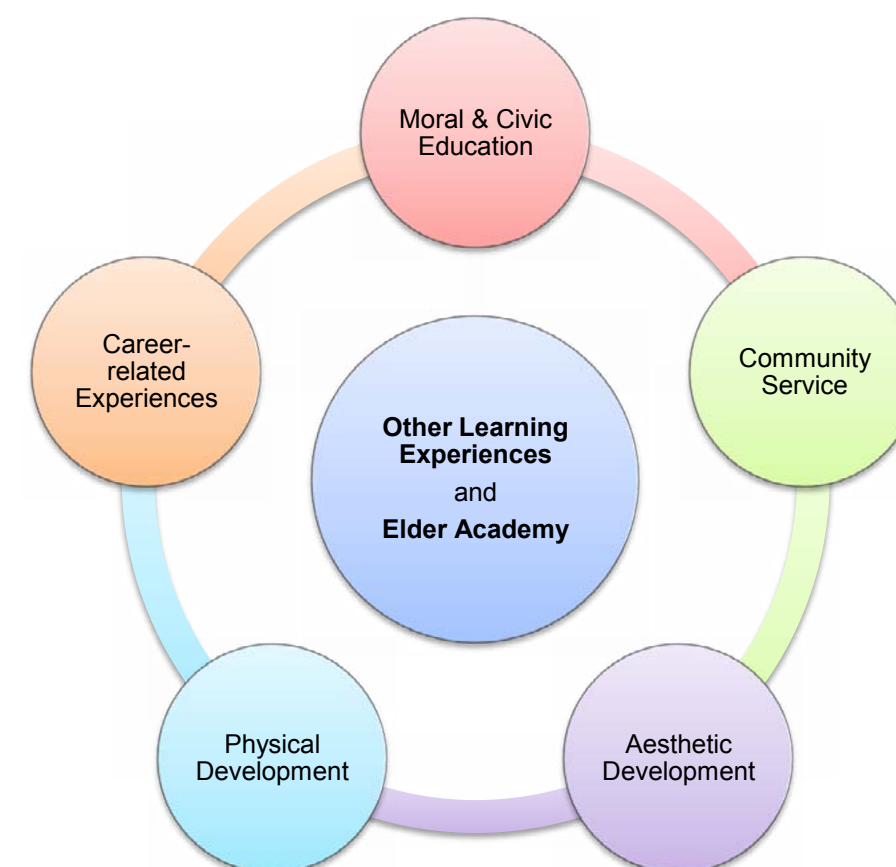 Moral & Civic
Education
Career-
related
Experiences
Community
Service
Other Learning
Experiences
and
Elder Academy
Physical
Development
Aesthetic
Development